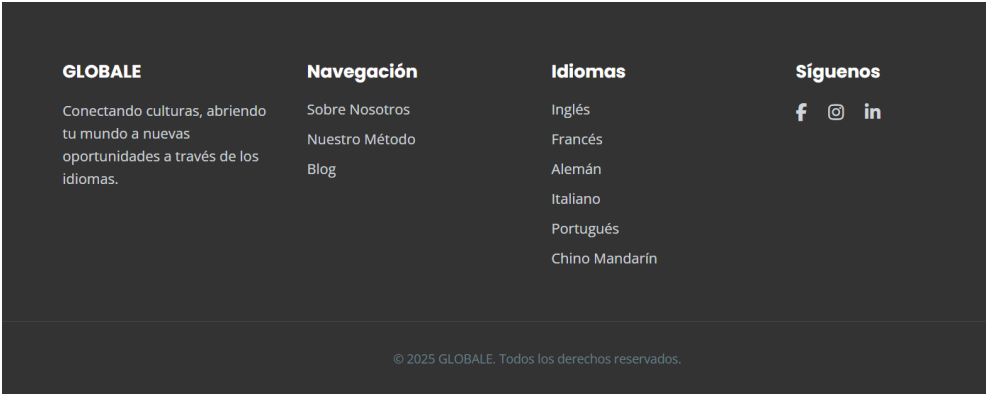 GLOBALE
Conectando culturas, abriendo
tu mundo a nuevas
oportunidades a través de los
idiomas.
Navegación
Sobre Nosotros
Nuestro Método
Blog
Idiomas
Inglés
Francés
Alemán
Italiano
Portugués
Chino Mandarín
Síguenos
© 2025 GLOBALE. Todos los derechos reservados.